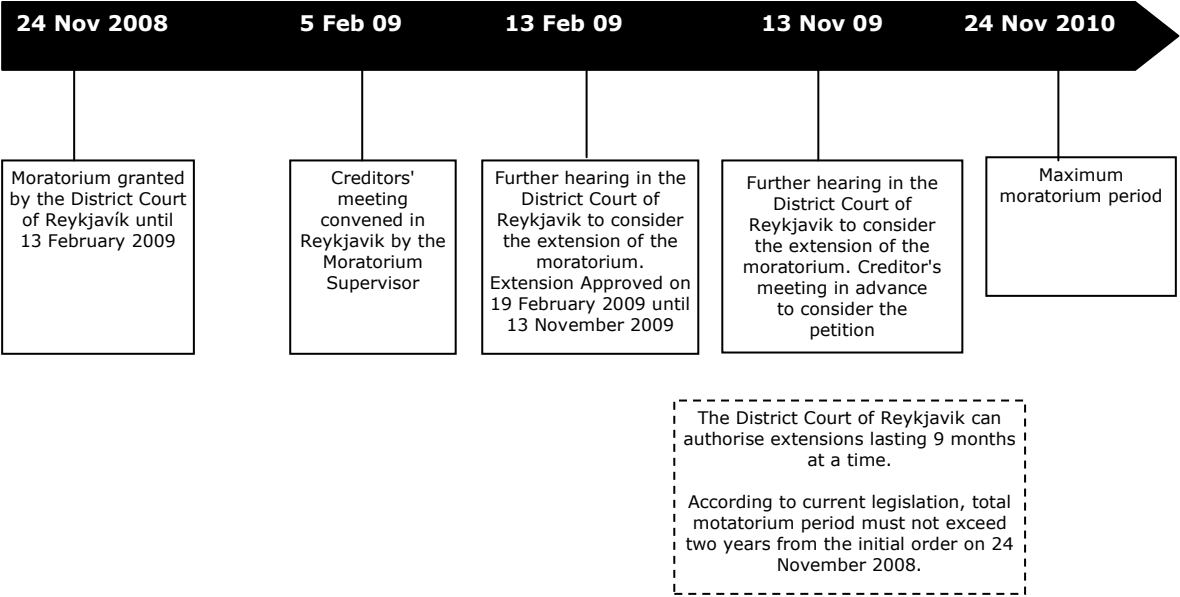 24 Nov 2008
5 Feb 09
13 Feb 09
13 Nov 09
24 Nov 2010
Moratorium granted
by the District Court
of Reykjavík until
13 February 2009
Creditors'
meeting
convened in
Reykjavik by the
Moratorium
Supervisor
Further hearing in the
District Court of
Reykjavik to consider
the extension of the
moratorium.
Extension Approved on
19 February 2009 until
13 November 2009
Further hearing in the
District Court of
Reykjavik to consider
the extension of the
moratorium. Creditor's
meeting in advance
to consider the
petition
Maximum
moratorium period
The District Court of Reykjavik can
authorise extensions lasting 9 months
at a time.
According to current legislation, total
motatorium period must not exceed
two years from the initial order on 24
November 2008.